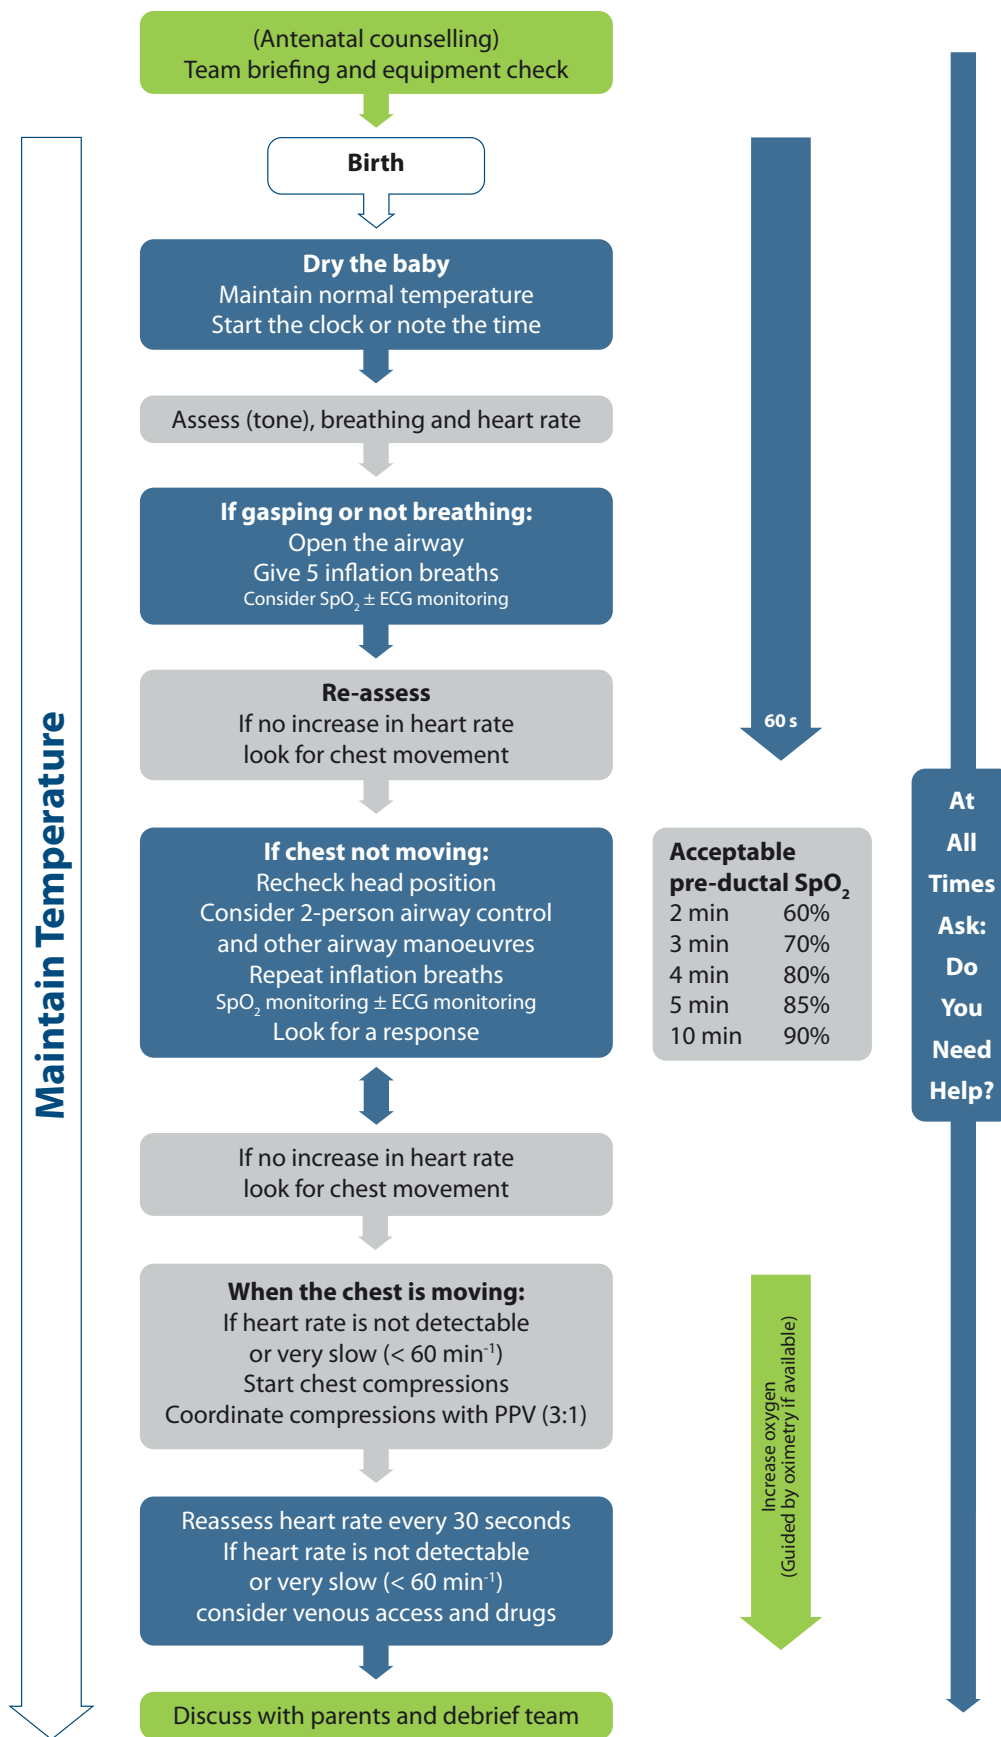 (Antenatal counselling)
Team briefing and equipment check
Birth
Dry the baby
Maintain normal temperature
Start the clock or note the time
Assess (tone), breathing and heart rate
If gasping or not breathing:
Open the airway
Give 5 inflation breaths
Consider SpO₂ ± ECG monitoring
Re-assess
If no increase in heart rate
look for chest movement
If chest not moving:
Recheck head position
Consider 2-person airway control
and other airway manoeuvres
Repeat inflation breaths
SpO₂ monitoring ± ECG monitoring
Look for a response
If no increase in heart rate
look for chest movement
When the chest is moving:
If heart rate is not detectable
or very slow (< 60 min⁻¹)
Start chest compressions
Coordinate compressions with PPV (3:1)
Reassess heart rate every 30 seconds
If heart rate is not detectable
or very slow (< 60 min⁻¹)
consider venous access and drugs
Discuss with parents and debrief team
Maintain Temperature
60 s
Acceptable
pre-ductal SpO₂
2 min 60%
3 min 70%
4 min 80%
5 min 85%
10 min 90%
Increase oxygen
(Guided by oximetry if available)
At
All
Times
Ask:
Do
You
Need
Help?